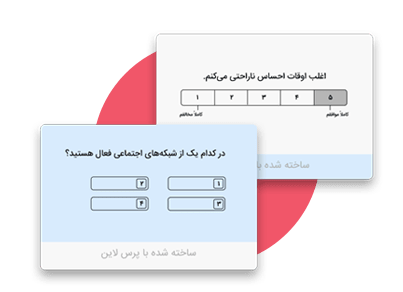 اغلب اوقات احساس ناراحتی می‌کنم.
۱ ۲ ۳ ۴ ۵
کاملاً مخالفم کاملاً موافقم
ساخته شده با
در کدام یک از شبکه‌های اجتماعی فعال هستید؟
۱ ۲
۳ ۴
ساخته شده با پرس لاین